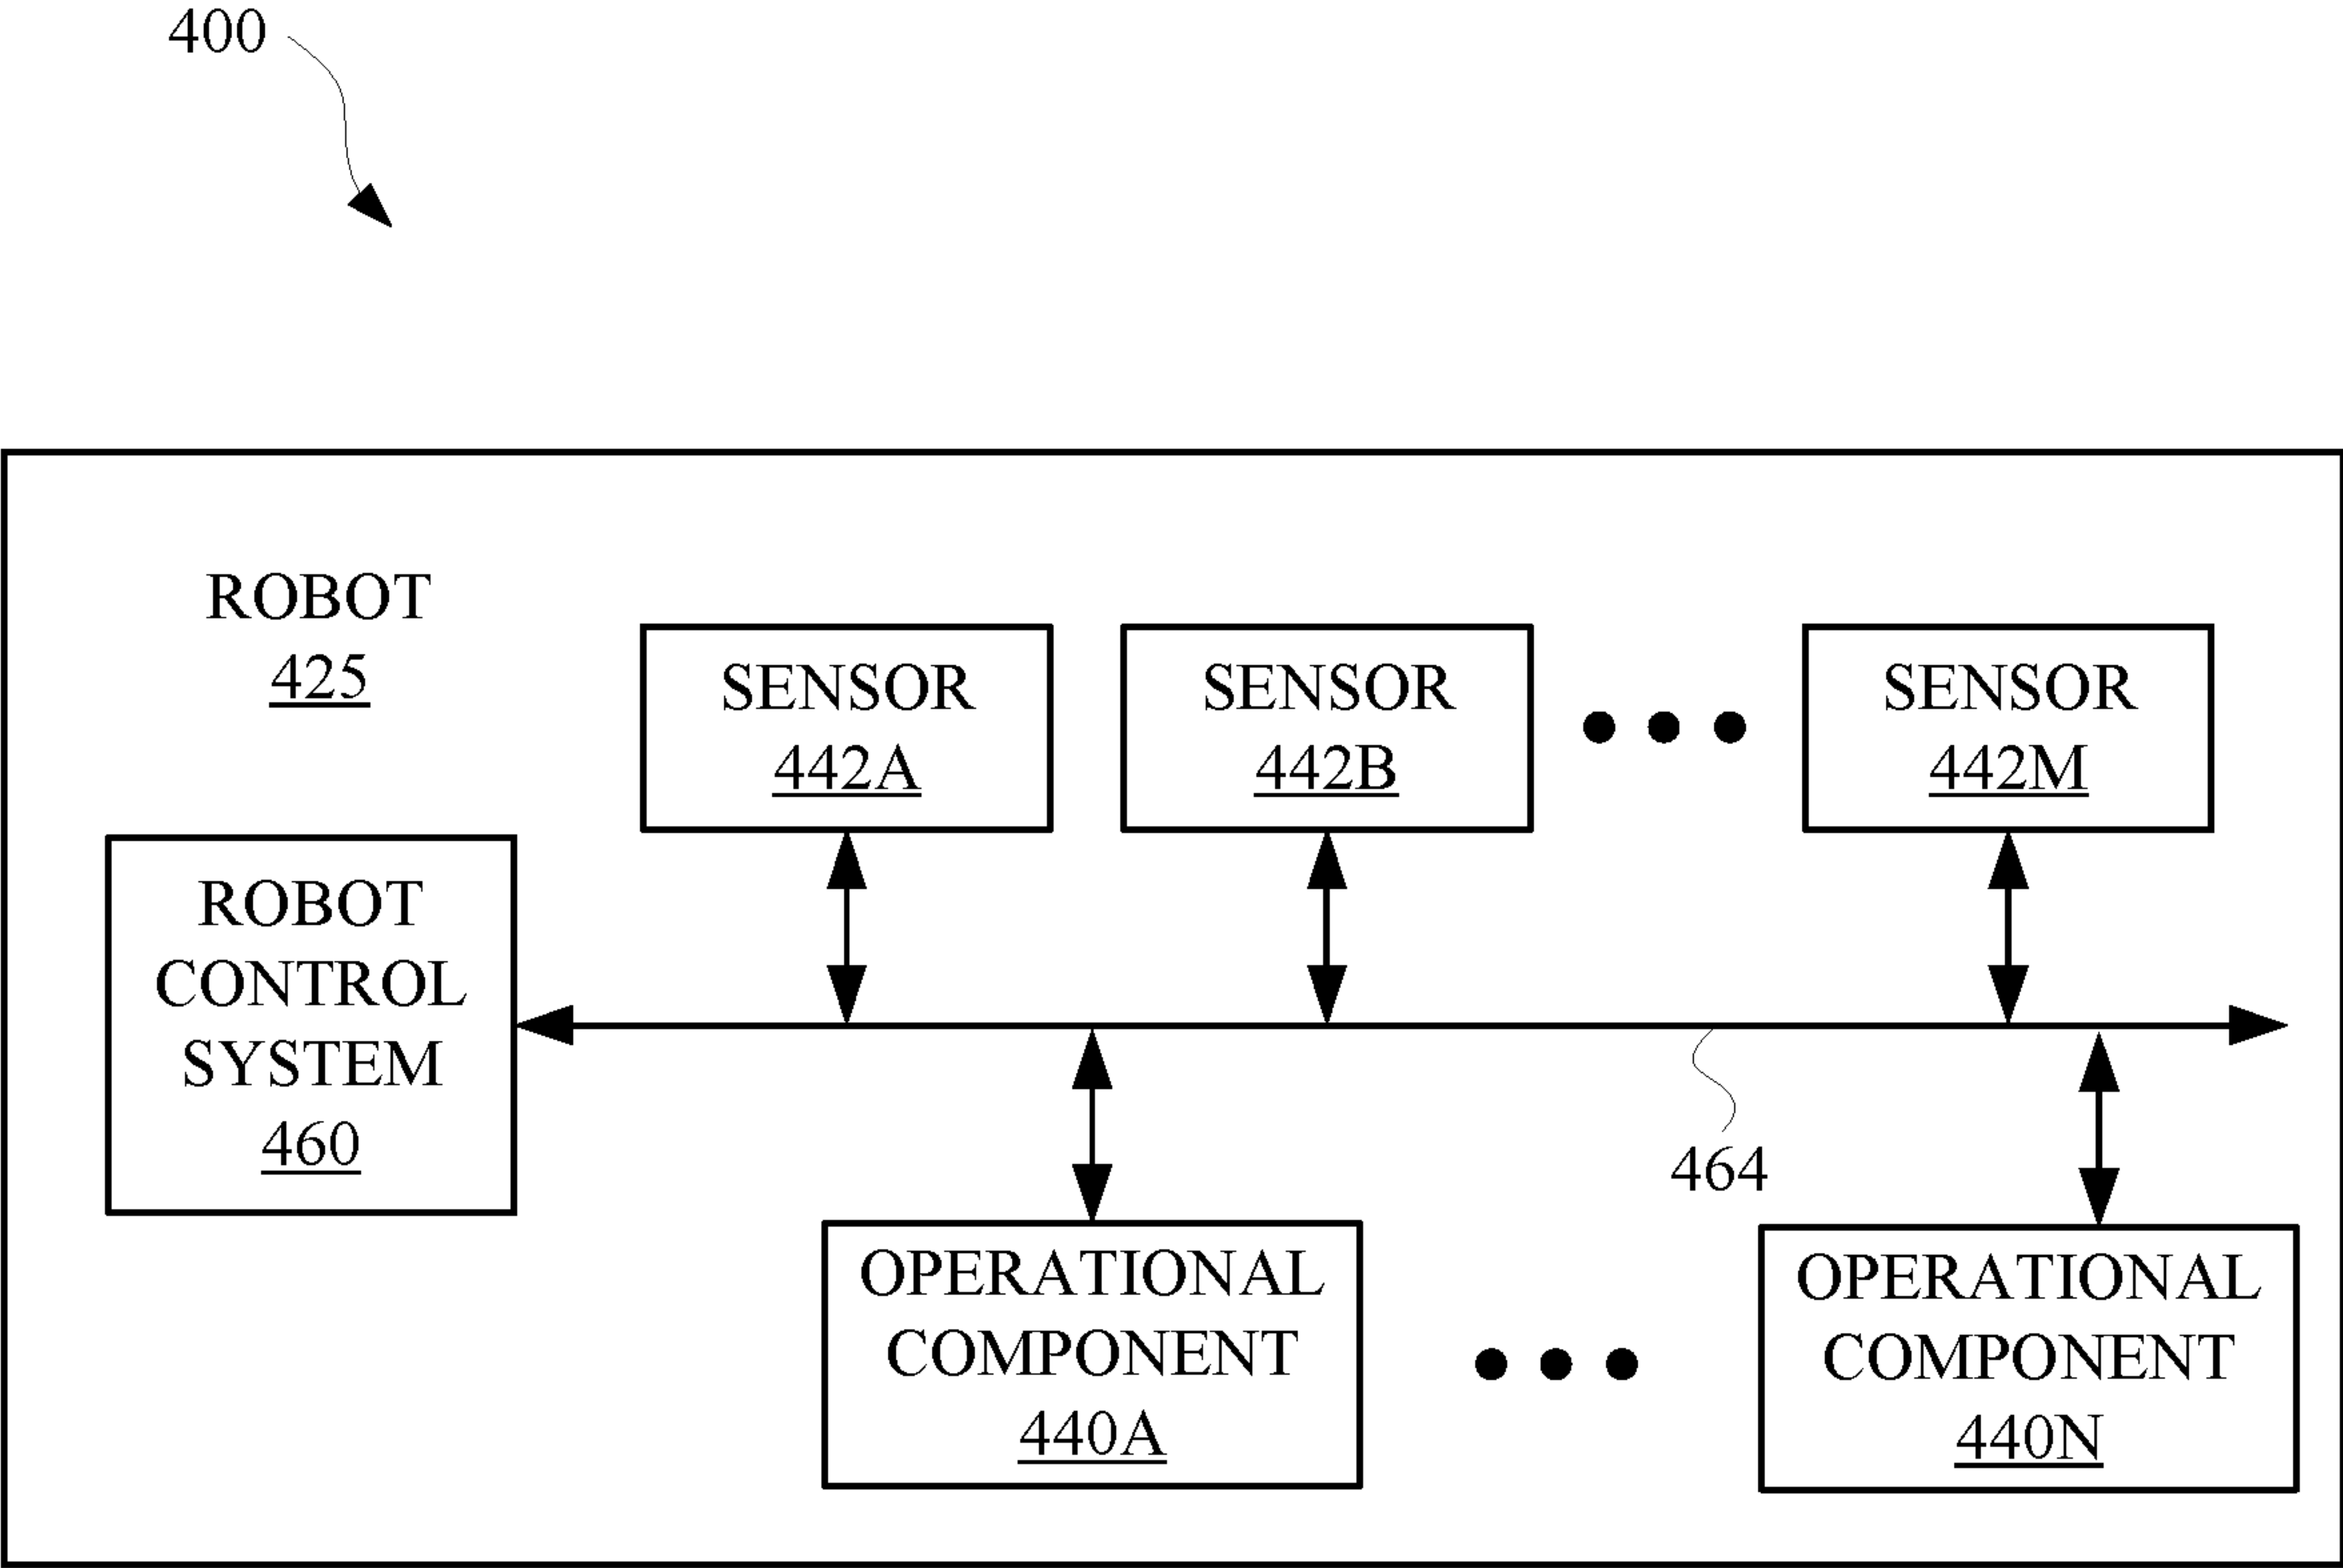 400
ROBOT
425
SENSOR
442A
SENSOR
442B
SENSOR
442M
ROBOT
CONTROL
SYSTEM
460
464
OPERATIONAL
COMPONENT
440A
OPERATIONAL
COMPONENT
440N